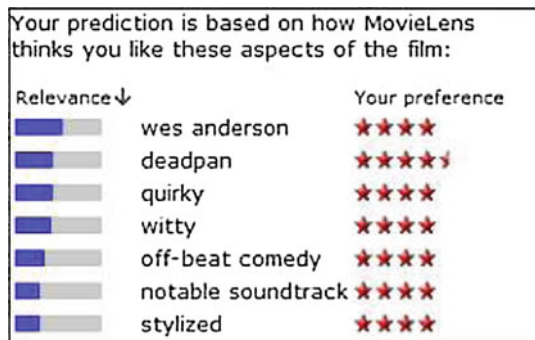 Your prediction is based on how MovieLens
thinks you like these aspects of the film:
Relevance↓ Your preference
wes anderson
deadpan
quirky
witty
off-beat comedy
notable soundtrack
stylized